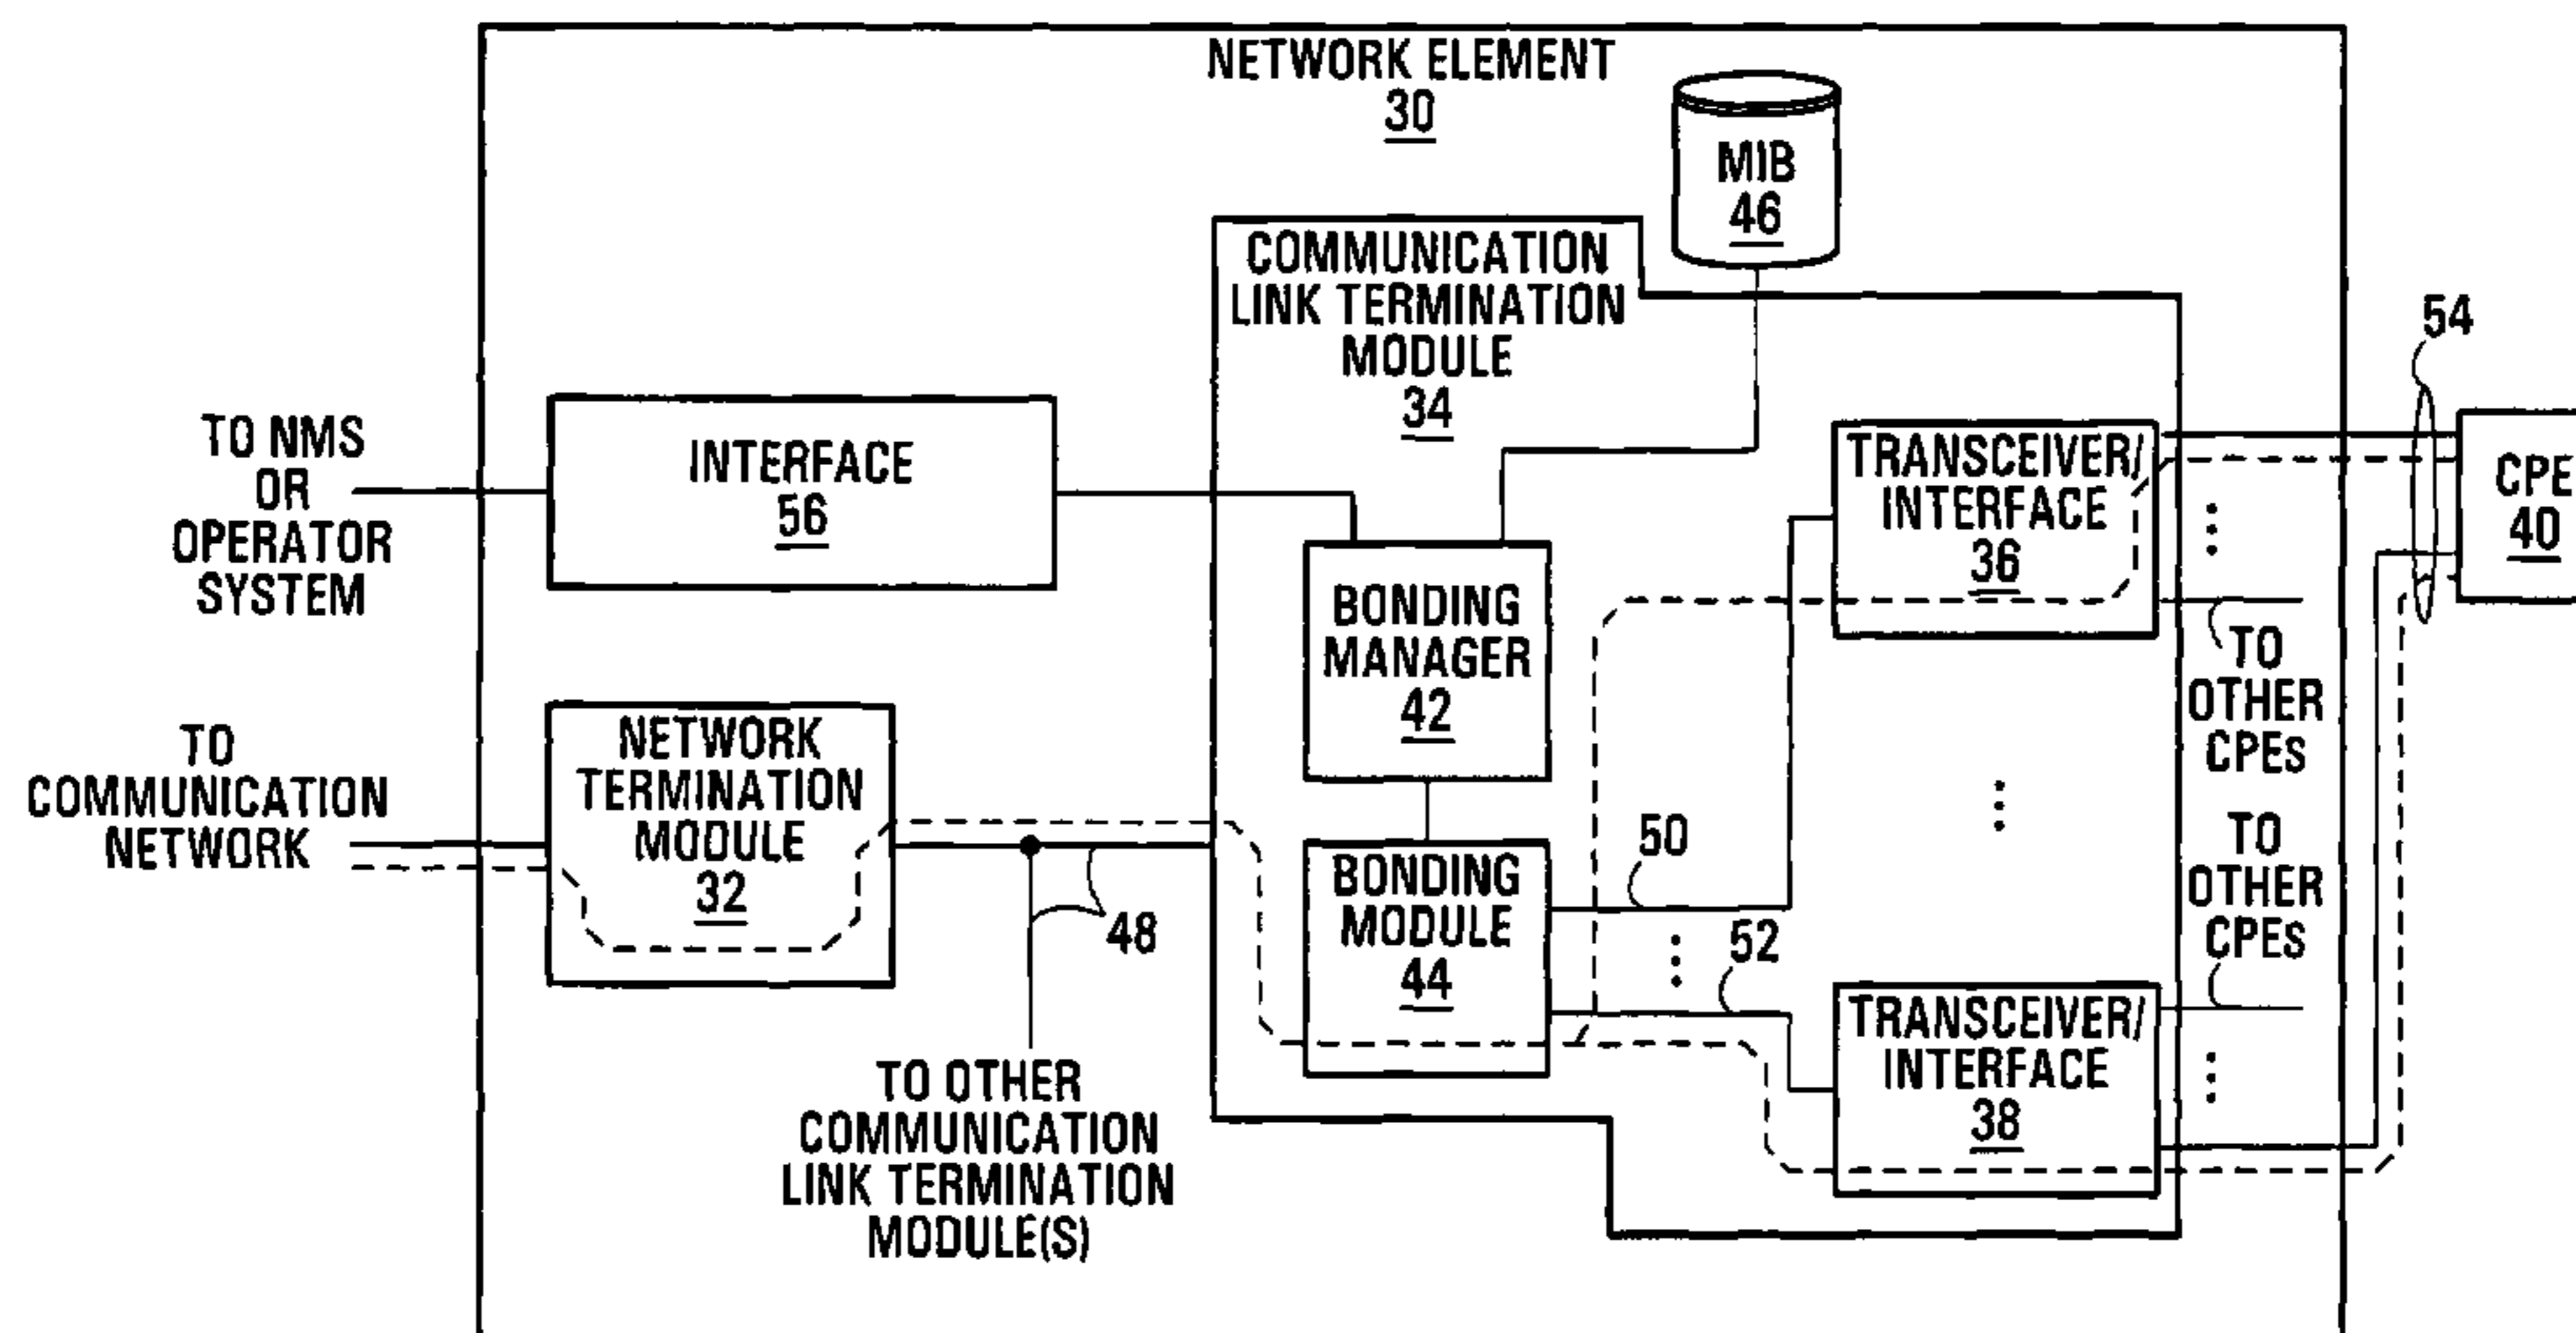 NETWORK ELEMENT
30
MIB
46
COMMUNICATION
LINK TERMINATION
MODULE
34
54
TO NMS
OR
OPERATOR
SYSTEM
INTERFACE
56
TRANSCEIVER/
INTERFACE
36
CPE
40
BONDING
MANAGER
42
TO
OTHER
CPEs
TO
COMMUNICATION
NETWORK
NETWORK
TERMINATION
MODULE
32
48
BONDING
MODULE
44
50
52
TO
OTHER
CPEs
TRANSCEIVER/
INTERFACE
38
TO OTHER
COMMUNICATION
LINK TERMINATION
MODULE(S)